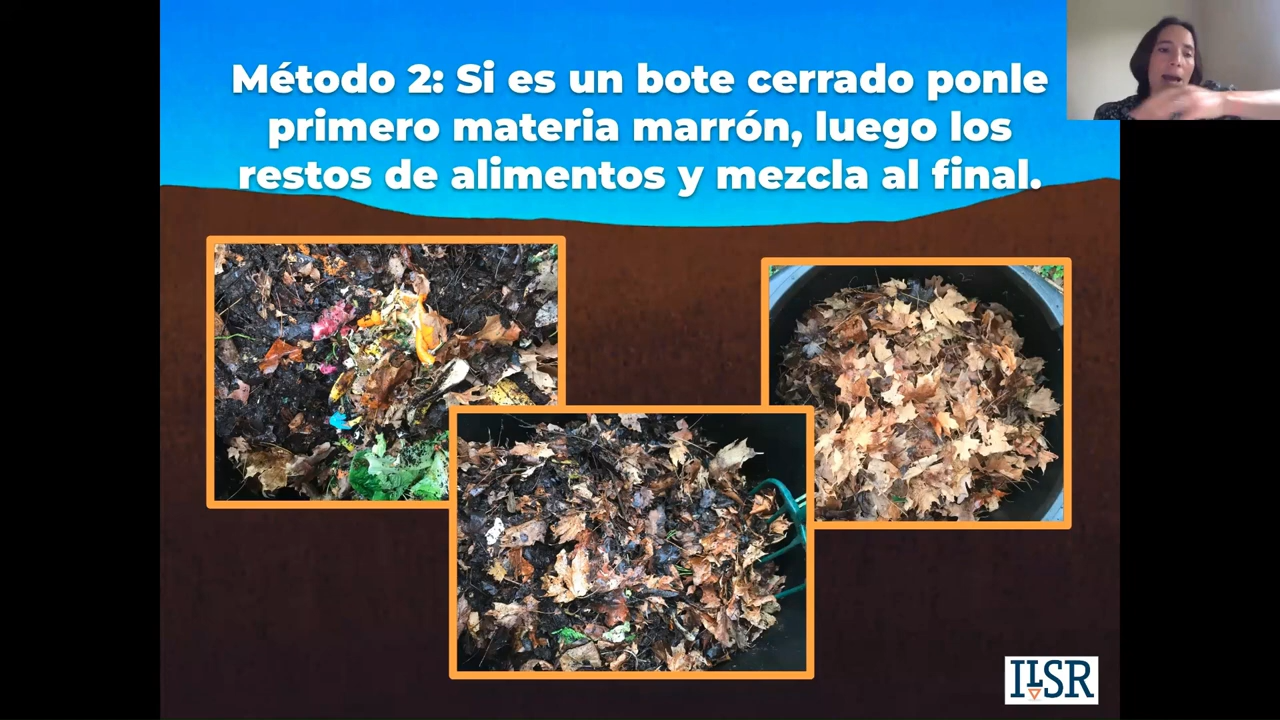 Método 2: Si es un bote cerrado ponle
primero materia marrón, luego los
restos de alimentos y mezcla al final.
ILSR